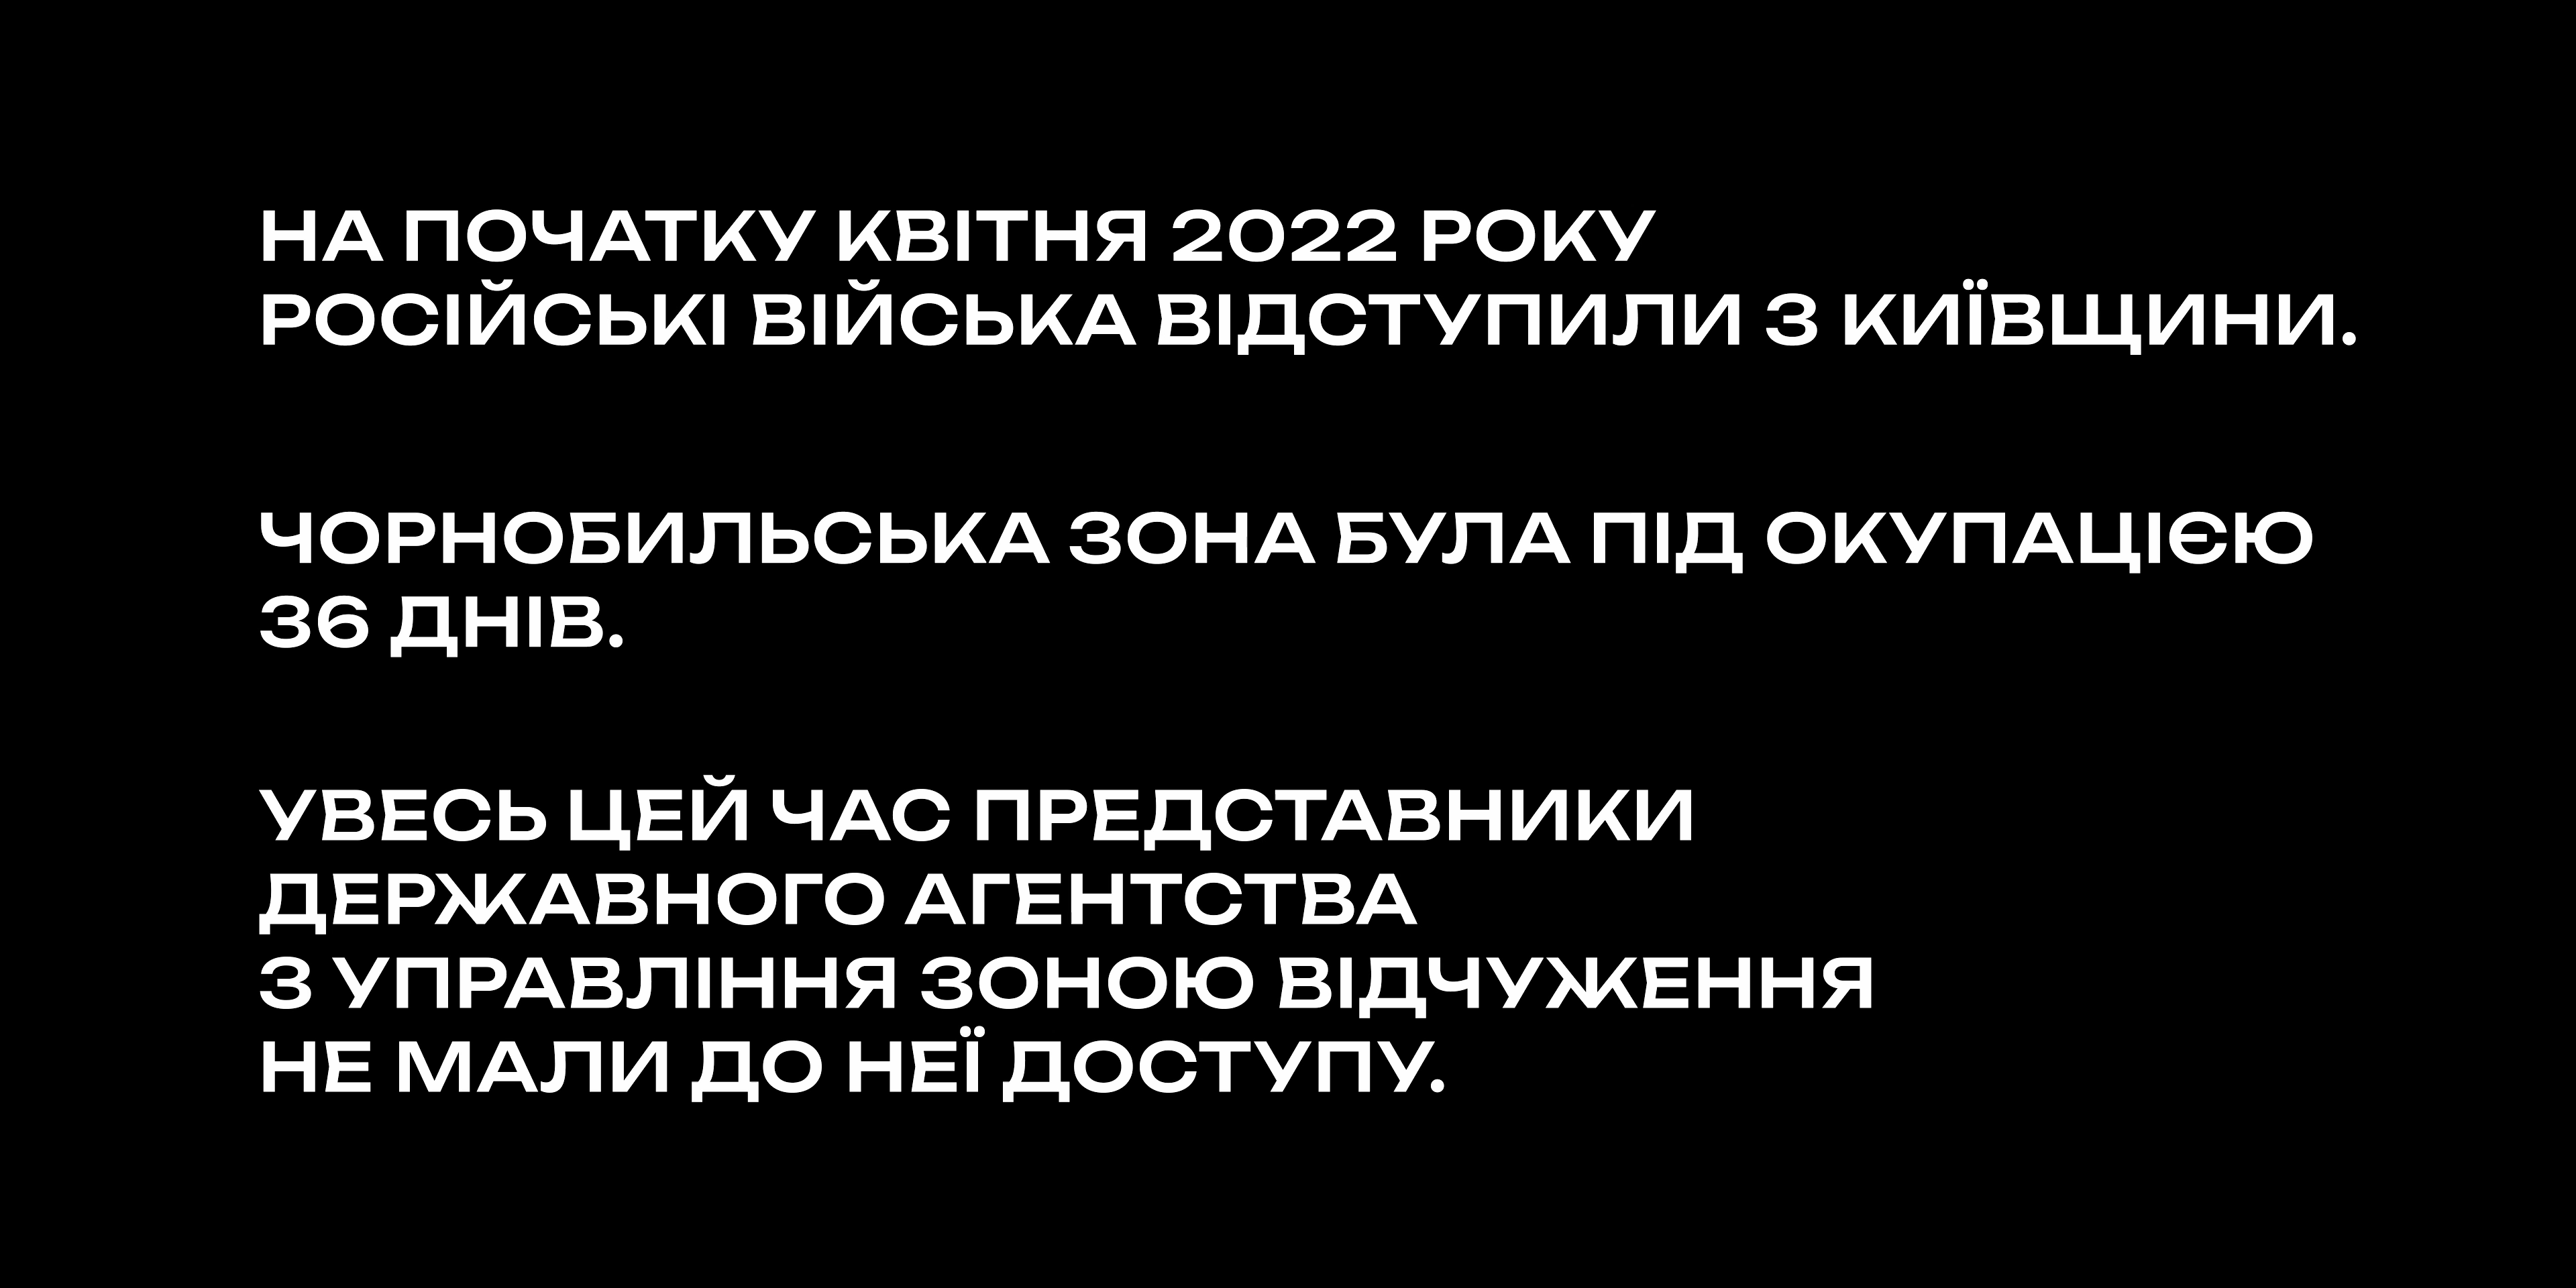 НА ПОЧАТКУ КВІТНЯ 2022 РОКУ
РОСІЙСЬКІ ВІЙСЬКА ВІДСТУПИЛИ З КИЇВЩИНИ.
ЧОРНОБИЛЬСЬКА ЗОНА БУЛА ПІД ОКУПАЦІЄЮ
36 ДНІВ.
УВЕСЬ ЦЕЙ ЧАС ПРЕДСТАВНИКИ
ДЕРЖАВНОГО АГЕНТСТВА
З УПРАВЛІННЯ ЗОНОЮ ВІДЧУЖЕННЯ
НЕ МАЛИ ДО НЕЇ ДОСТУПУ.